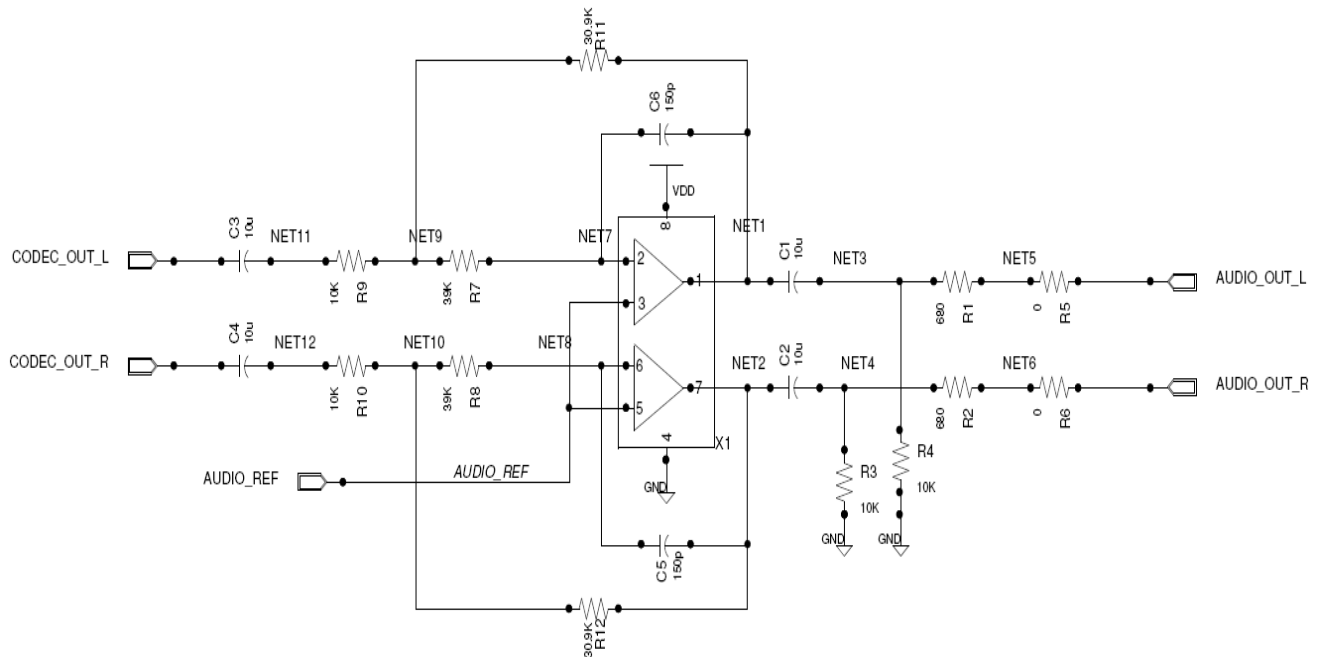 30.9K
R11
C6
150p
VDD
8
CODEC_OUT_L
C3
10u
NET11
10K
R9
NET9
39K
R7
NET7
2
3
1
NET1
C1
10u
NET3
680
R1
NET5
0
R5
AUDIO_OUT_L
CODEC_OUT_R
C4
10u
NET12
10K
R10
NET10
39K
R8
NET8
6
5
7
4
X1
NET2
C2
10u
NET4
680
R2
NET6
0
R6
AUDIO_OUT_R
AUDIO_REF
AUDIO_REF
GND
R3
10K
GND
R4
10K
GND
C5
150p
30.9K
R12